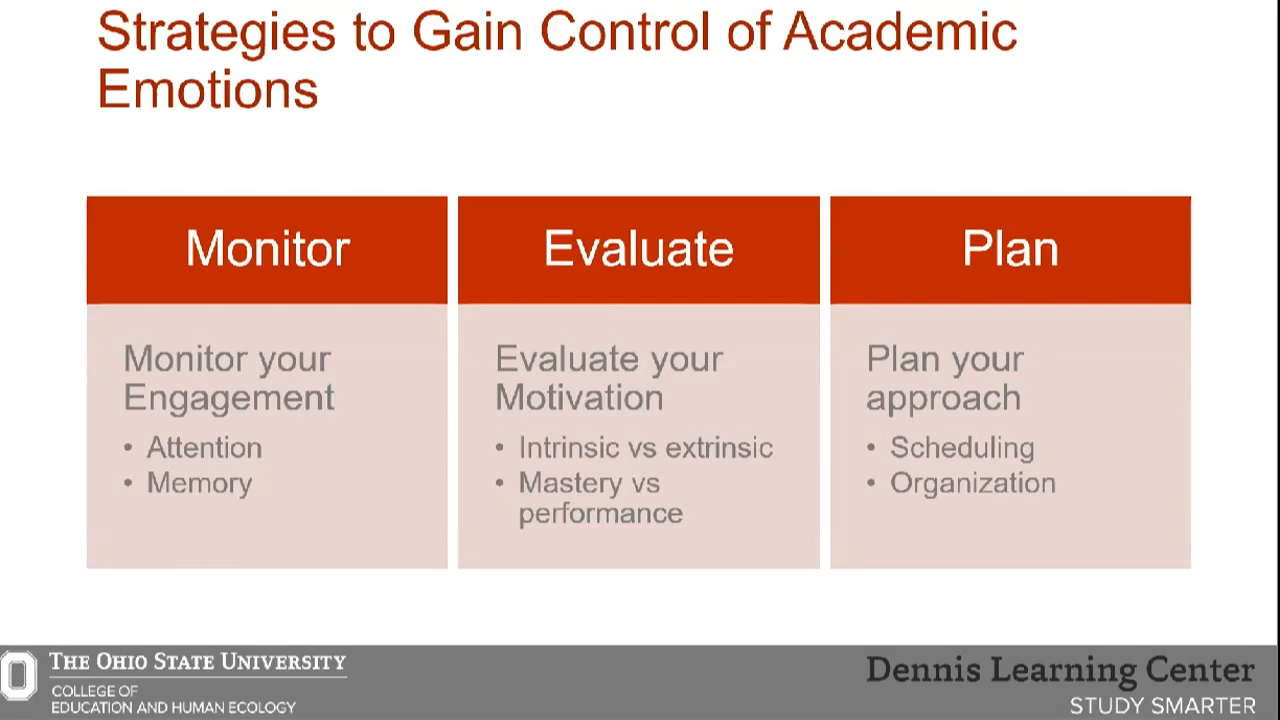 Strategies to Gain Control of Academic
Emotions
Monitor
Monitor your
Engagement
• Attention
• Memory
Evaluate
Evaluate your
Motivation
• Intrinsic vs extrinsic
• Mastery vs
performance
Plan
Plan your
approach
• Scheduling
• Organization
THE OHIO STATE UNIVERSITY
COLLEGE OF
EDUCATION AND HUMAN ECOLOGY
Dennis Learning Center
STUDY SMARTER